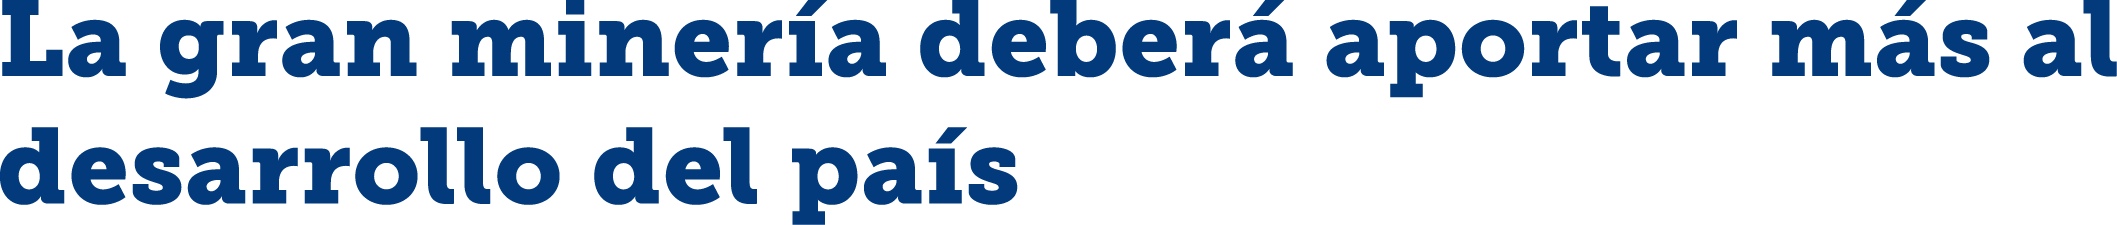 La gran minería deberá aportar más al
desarrollo del país